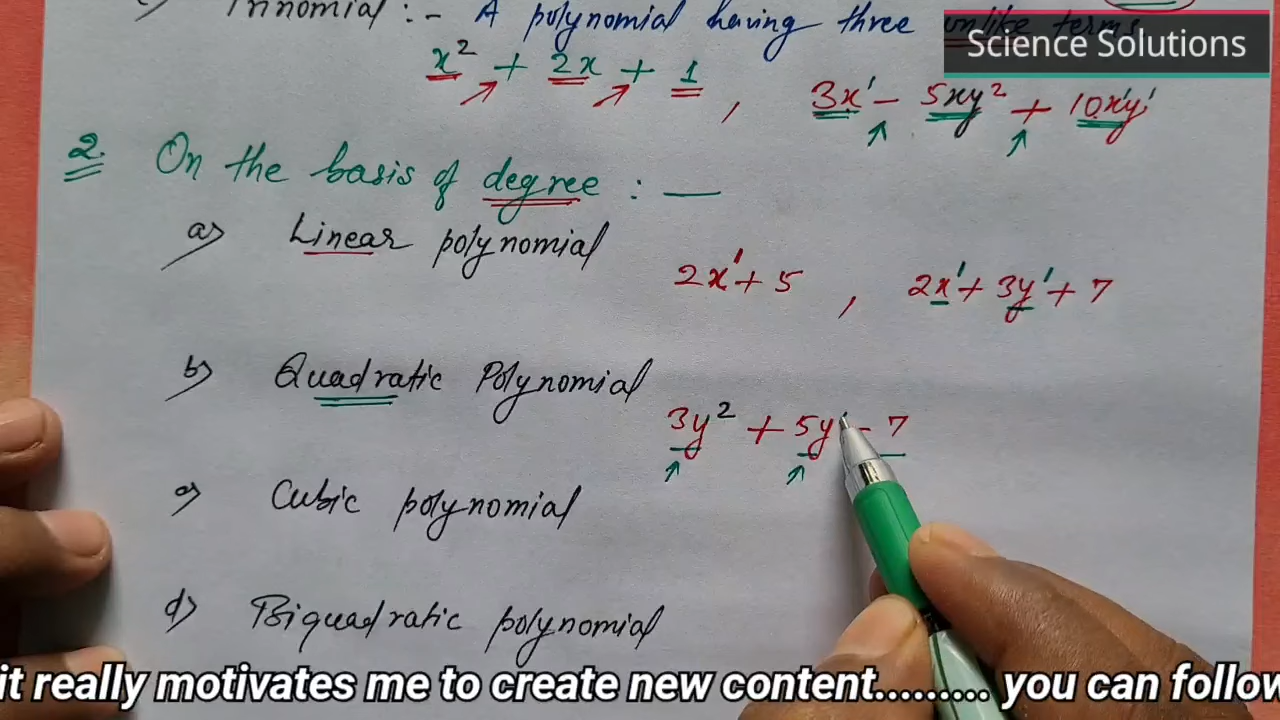 Trinomial :- A polynomial having three unlike terms
Science Solutions
x² + 2x + 1 , 3x' - 5xy² + 10x'y'
2. On the basis of degree : —
a) Linear polynomial
2x' + 5 , 2x' + 3y' + 7
b) Quadratic Polynomial
3y² + 5y' - 7
c) Cubic polynomial
d) Biquadratic polynomial
it really motivates me to create new content......... you can follow